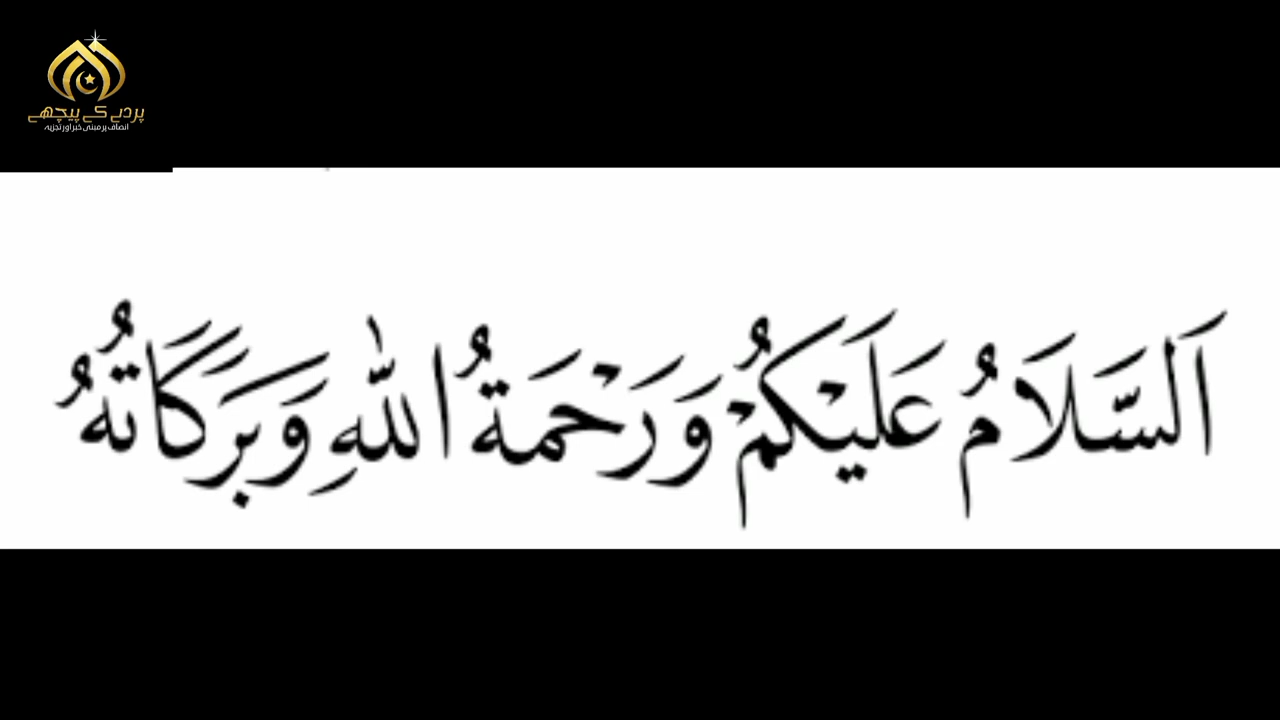 پردے کے پیچھے
انصاف پر مبنی خبر اور تجزیہ
اَلسَّلَامُ عَلَيْكُمْ وَرَحْمَةُ اللهِ وَبَرَكَاتُهُ